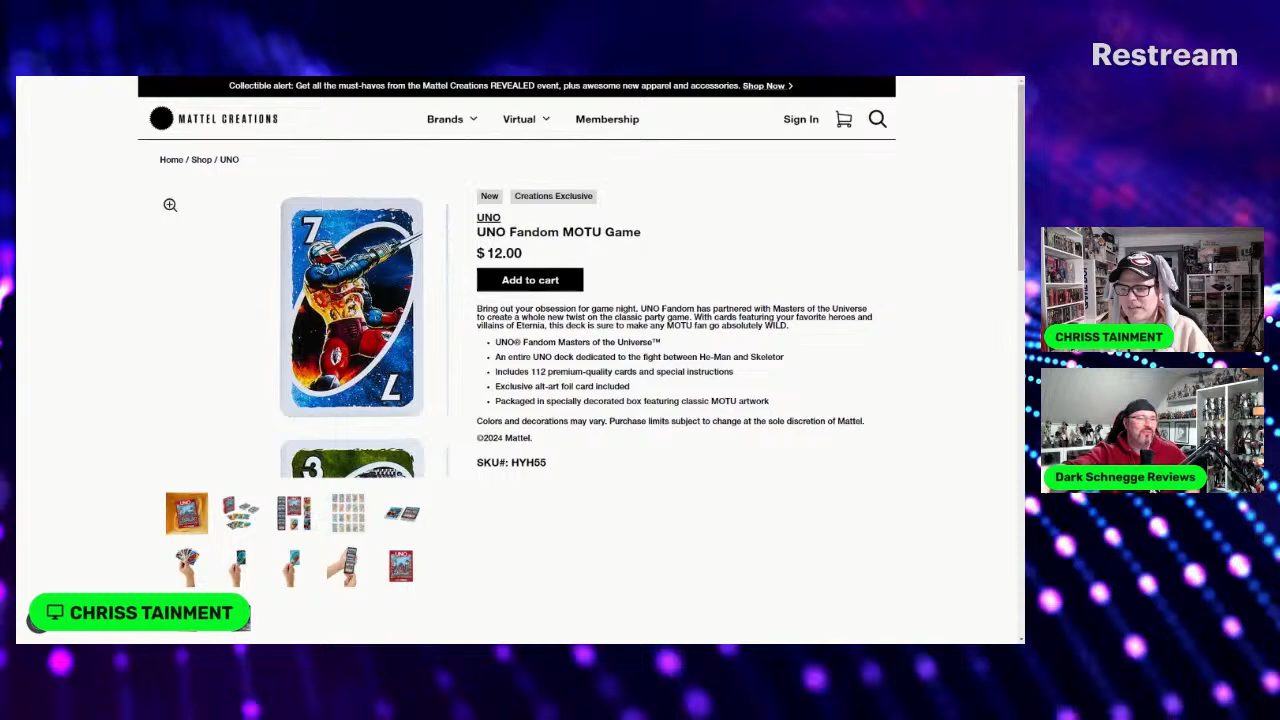 Restream
Collectible alert: Get all the must-haves from the Mattel Creations REVEALED event, plus awesome new apparel and accessories. Shop Now
MATTEL CREATIONS
Brands
Virtual
Membership
Sign In
Home / Shop / UNO
New
Creations Exclusive
UNO
UNO Fandom MOTU Game
$ 12.00
Add to cart
Bring out your obsession for game night. UNO Fandom has partnered with Masters of the Universe
to create a whole new twist on the classic party game. With cards featuring your favorite heroes and
villains of Eternia, this deck is sure to make any MOTU fan go absolutely WILD.
• UNO® Fandom Masters of the Universe™
• An entire UNO deck dedicated to the fight between He-Man and Skeletor
• Includes 112 premium-quality cards and special instructions
• Exclusive alt-art foil card included
• Packaged in specially decorated box featuring classic MOTU artwork
Colors and decorations may vary. Purchase limits subject to change at the sole discretion of Mattel.
©2024 Mattel.
SKU#: HYH55
7
7
3
UNO
UNO
CHRISS TAINMENT
Dark Schnegge Reviews
CHRISS TAINMENT